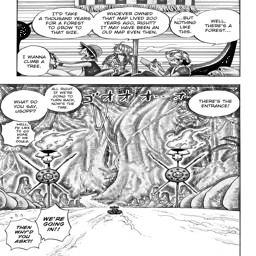 WELL,
THERE'S A
FOREST...
...BUT
NOTHING
LIKE
THIS.
WHOEVER OWNED
THAT MAP LIVED 200
YEARS AGO, RIGHT?
IT MAY HAVE BEEN
AN OLD MAP EVEN THEN.
IT'D TAKE
A THOUSAND YEARS
FOR A FOREST
TO GROW TO
THAT SIZE.
I WANNA
CLIMB A
TREE.
THERE'S THE
ENTRANCE!
ALL RIGHT!
IF WE'RE
GOING TO
TURN BACK,
NOW'S THE
TIME.
WHAT DO
YOU SAY,
USOPP?
WE'RE
GOING IN!!
THEN
WHY'D YOU
ASK?!